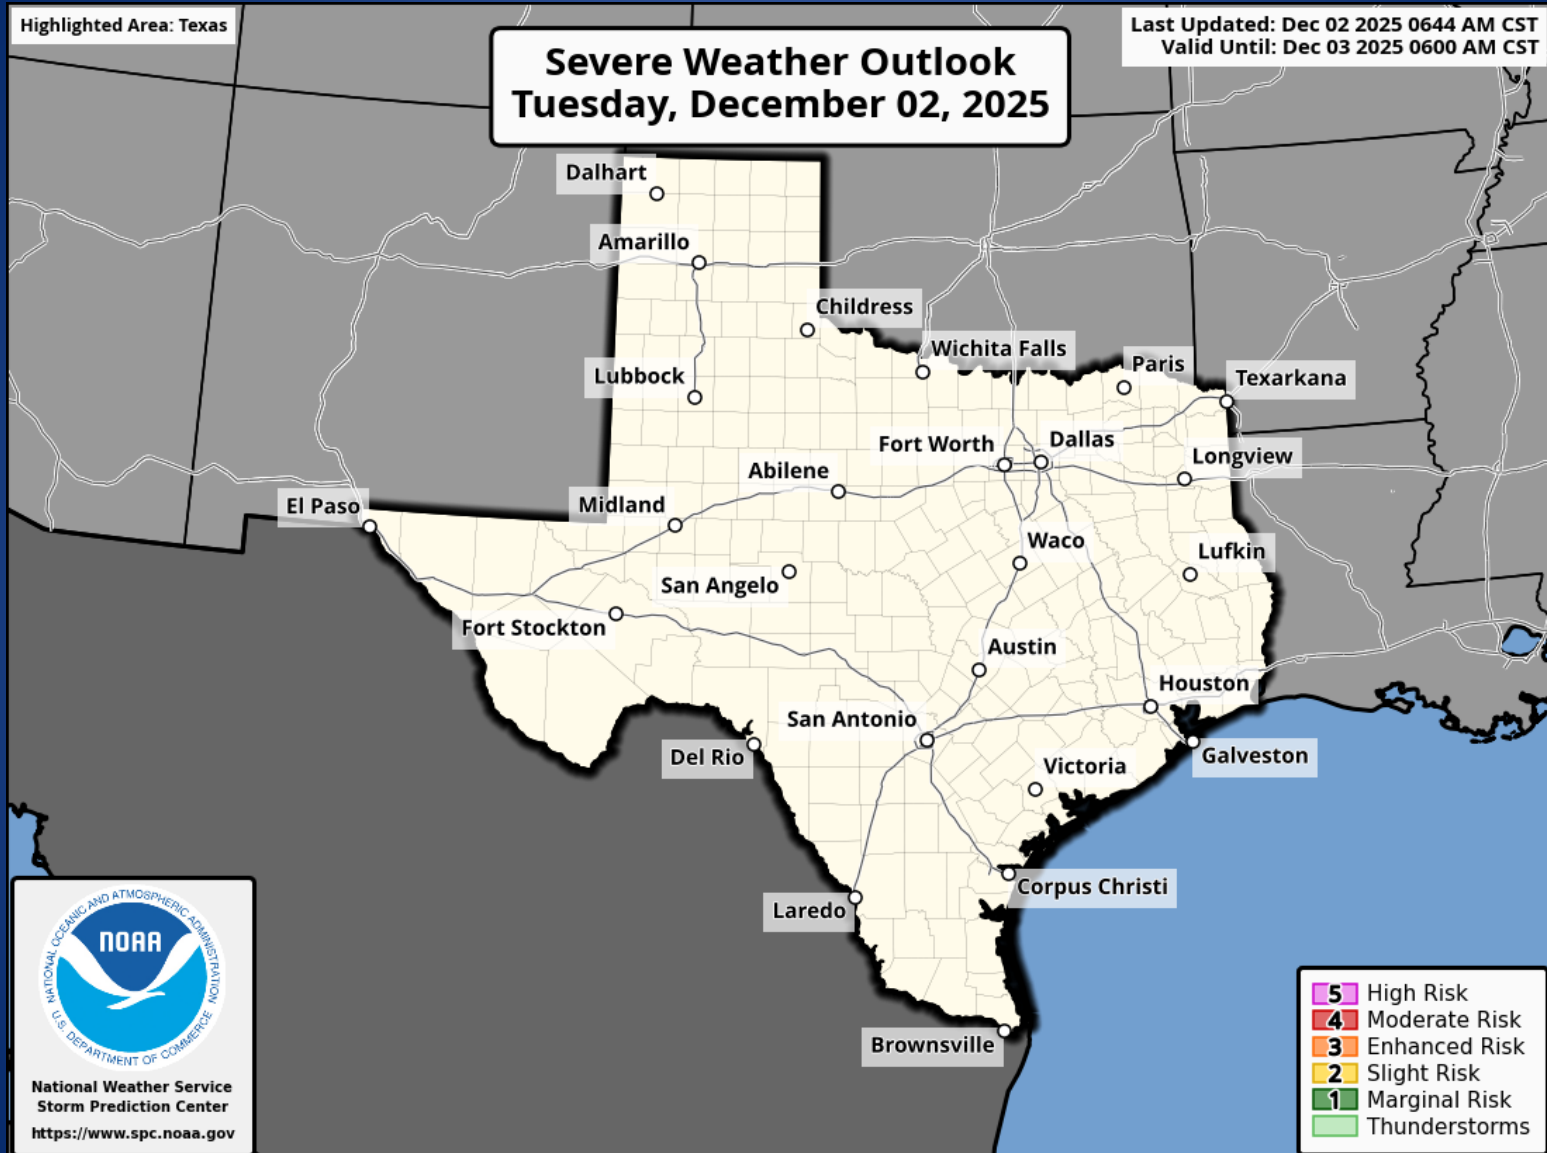 Highlighted Area: Texas
Severe Weather Outlook
Tuesday, December 02, 2025
Last Updated: Dec 02 2025 0644 AM CST
Valid Until: Dec 03 2025 0600 AM CST
Dalhart
Amarillo
Childress
Wichita Falls
Paris
Texarkana
Lubbock
Fort Worth
Dallas
Longview
Abilene
El Paso
Midland
Waco
Lufkin
San Angelo
Fort Stockton
Austin
Houston
San Antonio
Del Rio
Galveston
Victoria
Corpus Christi
Laredo
Brownsville
NATIONAL OCEANIC AND ATMOSPHERIC ADMINISTRATION
NOAA
U.S. DEPARTMENT OF COMMERCE
National Weather Service
Storm Prediction Center
https://www.spc.noaa.gov
5 High Risk
4 Moderate Risk
3 Enhanced Risk
2 Slight Risk
1 Marginal Risk
Thunderstorms